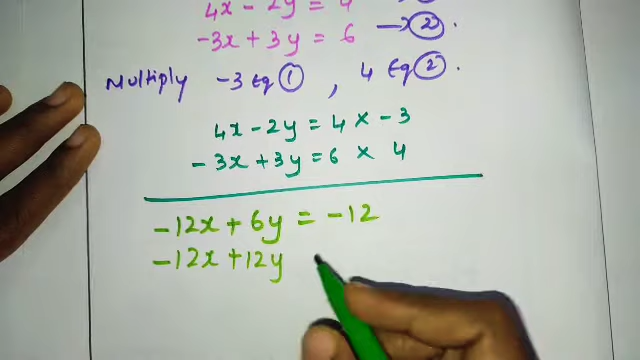 4x - 2y = 4
-3x + 3y = 6 → ②.
Multiply -3 Eq ①, 4 Eq ②.
4x - 2y = 4 × -3
- 3x + 3y = 6 × 4
-12x + 6y = -12
-12x + 12y